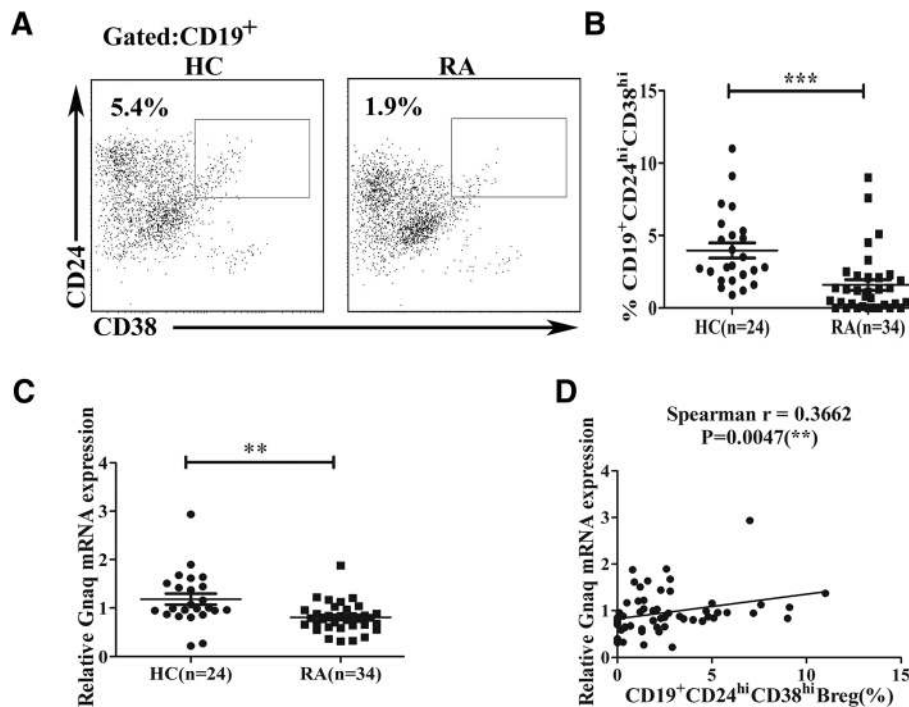 A
Gated:CD19⁺
HC
RA
5.4%
1.9%
CD24
CD38
B
***
% CD19⁺CD24ʰⁱCD38ʰⁱ
15
10
5
0
HC(n=24)
RA(n=34)
C
**
Relative Gnaq mRNA expression
4
3
2
1
0
HC(n=24)
RA(n=34)
D
Spearman r = 0.3662
P=0.0047(**)
Relative Gnaq mRNA expression
4
3
2
1
0
0
5
10
15
CD19⁺CD24ʰⁱCD38ʰⁱBreg(%)